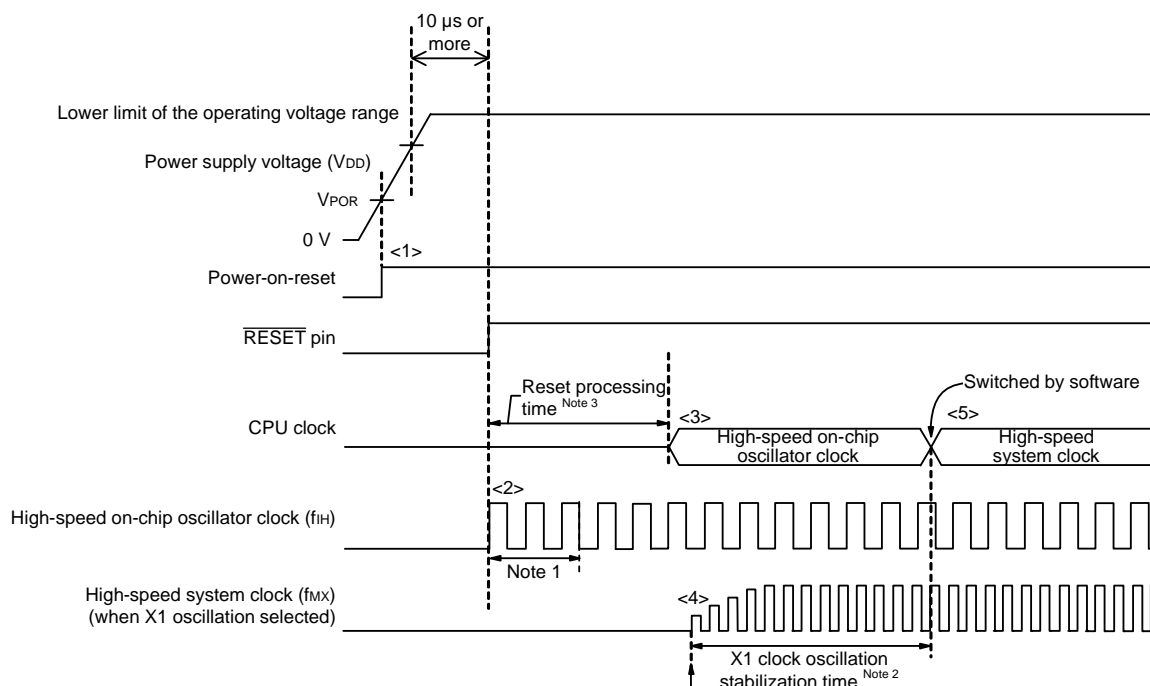 10 µs or
more
Lower limit of the operating voltage range
Power supply voltage (VDD)
VPOR
0 V
<1>
Power-on-reset
RESET pin
Switched by software
Reset processing
time Note 3
<3>
<5>
CPU clock
High-speed on-chip
oscillator clock
High-speed
system clock
<2>
High-speed on-chip oscillator clock (fIH)
Note 1
High-speed system clock (fMX)
(when X1 oscillation selected)
<4>
X1 clock oscillation
stabilization time Note 2